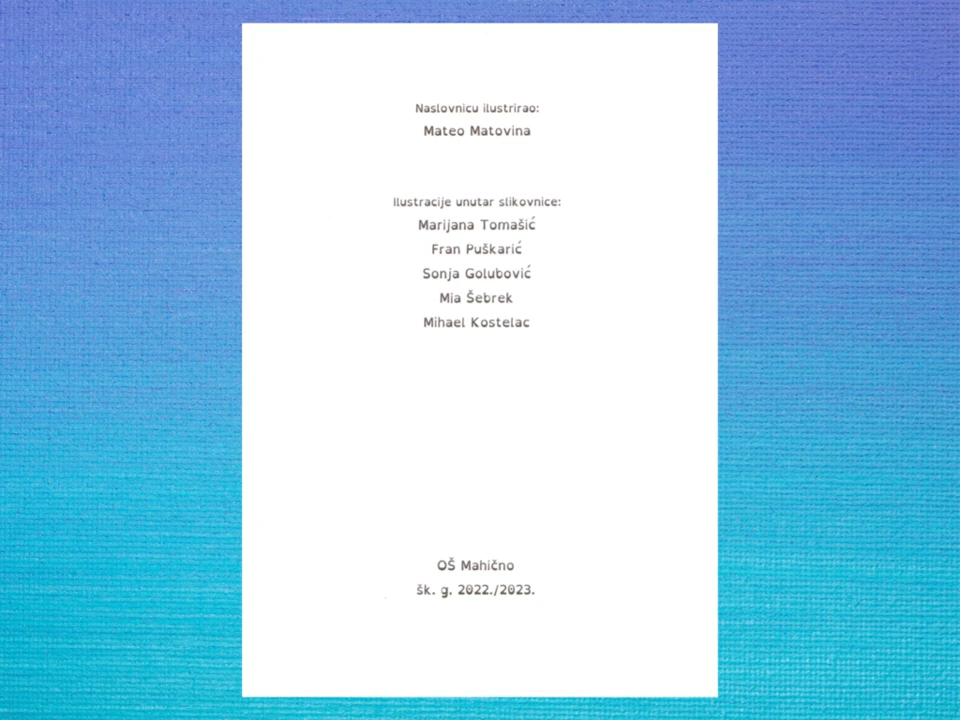 Naslovnicu ilustrirao:
Mateo Matovina
Ilustracije unutar slikovnice:
Marijana Tomašić
Fran Puškarić
Sonja Golubović
Mia Šebrek
Mihael Kostelac
OŠ Mahično
šk. g. 2022./2023.